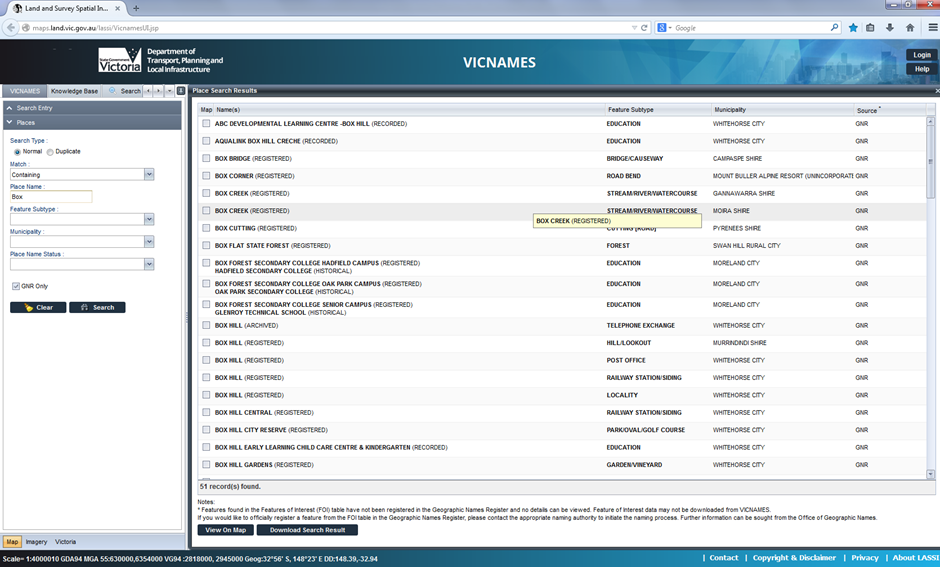 Land and Survey Spatial In...
maps.land.vic.gov.au/lassi/VicnamesUI.jsp
Google
State Government Victoria
Department of
Transport, Planning and
Local Infrastructure
VICNAMES
Login
Help
VICNAMES Knowledge Base Search
Place Search Results
Search Entry
Places
Search Type :
Normal Duplicate
Match :
Containing
Place Name :
Box
Feature Subtype :
Municipality :
Place Name Status :
GNR Only
Clear Search
Map Name(s) Feature Subtype Municipality Source *
ABC DEVELOPMENTAL LEARNING CENTRE -BOX HILL (RECORDED) EDUCATION WHITEHORSE CITY GNR
AQUALINK BOX HILL CRECHE (RECORDED) EDUCATION WHITEHORSE CITY GNR
BOX BRIDGE (REGISTERED) BRIDGE/CAUSEWAY CAMPASPE SHIRE GNR
BOX CORNER (REGISTERED) ROAD BEND MOUNT BULLER ALPINE RESORT (UNINCORPORATE GNR
BOX CREEK (REGISTERED) STREAM/RIVER/WATERCOURSE GANNAWARRA SHIRE GNR
BOX CREEK (REGISTERED) STREAM/RIVER/WATERCOURSE MOIRA SHIRE GNR
BOX CREEK (REGISTERED)
BOX CUTTING (REGISTERED) CUTTING [ROAD] PYRENEES SHIRE GNR
BOX FLAT STATE FOREST (REGISTERED) FOREST SWAN HILL RURAL CITY GNR
BOX FOREST SECONDARY COLLEGE HADFIELD CAMPUS (REGISTERED) EDUCATION MORELAND CITY GNR
HADFIELD SECONDARY COLLEGE (HISTORICAL)
BOX FOREST SECONDARY COLLEGE OAK PARK CAMPUS (REGISTERED) EDUCATION MORELAND CITY GNR
OAK PARK SECONDARY COLLEGE (HISTORICAL)
BOX FOREST SECONDARY COLLEGE SENIOR CAMPUS (REGISTERED) EDUCATION MORELAND CITY GNR
GLENROY TECHNICAL SCHOOL (HISTORICAL)
BOX HILL (ARCHIVED) TELEPHONE EXCHANGE WHITEHORSE CITY GNR
BOX HILL (REGISTERED) HILL/LOOKOUT MURRINDINDI SHIRE GNR
BOX HILL (REGISTERED) POST OFFICE WHITEHORSE CITY GNR
BOX HILL (REGISTERED) RAILWAY STATION/SIDING WHITEHORSE CITY GNR
BOX HILL (REGISTERED) LOCALITY WHITEHORSE CITY GNR
BOX HILL CENTRAL (REGISTERED) RAILWAY STATION/SIDING WHITEHORSE CITY GNR
BOX HILL CITY RESERVE (REGISTERED) PARK/OVAL/GOLF COURSE WHITEHORSE CITY GNR
BOX HILL EARLY LEARNING CHILD CARE CENTRE & KINDERGARTEN (RECORDED) EDUCATION WHITEHORSE CITY GNR
BOX HILL GARDENS (REGISTERED) GARDEN/VINEYARD WHITEHORSE CITY GNR
51 record(s) found.
Notes:
* Features found in the Features of Interest (FOI) table have not been registered in the Geographic Names Register and no details can be viewed. Feature of Interest data may not be downloaded from VICNAMES.
If you would like to officially register a feature from the FOI table in the Geographic Names Register, please contact the appropriate naming authority to initiate the naming process. Further information can be sought from the Office of Geographic Names.
View On Map Download Search Result
Map Imagery Victoria
Scale= 1:4000010 GDA94 MGA 55:630000,6354000 VG94 :2818000, 2945000 Geog:32°56' S, 148°23' E DD:148.39,-32.94
| Contact | Copyright & Disclaimer | Privacy | About LASSI